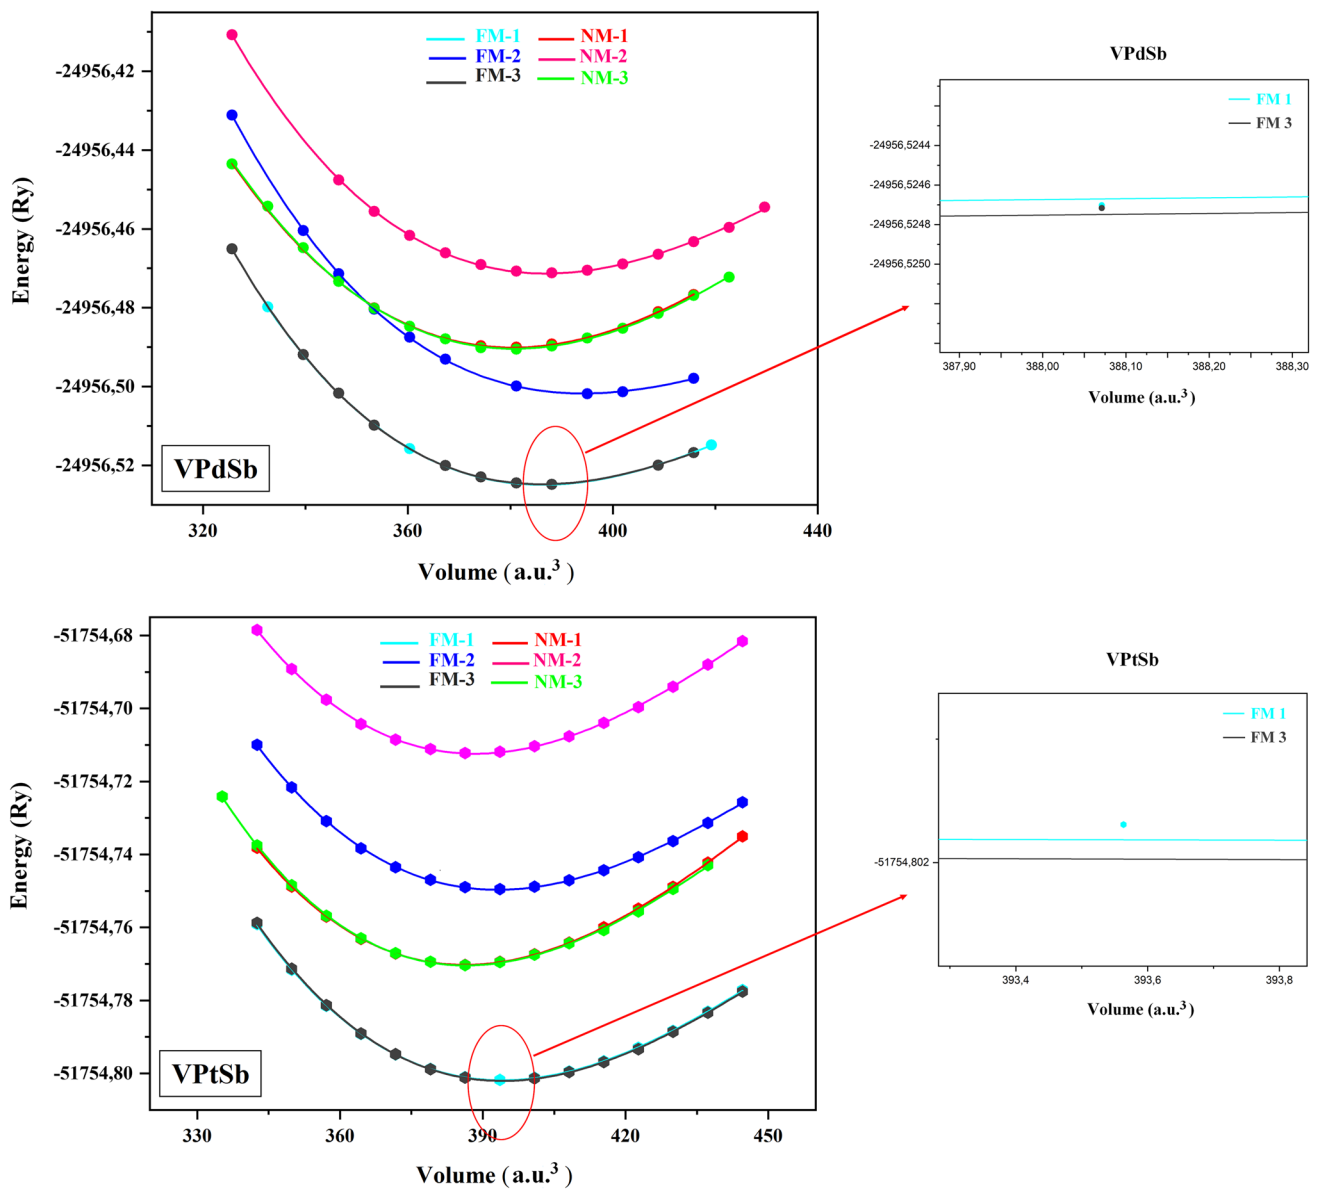 FM-1 NM-1
FM-2 NM-2
FM-3 NM-3
-24956,42
-24956,44
-24956,46
-24956,48
-24956,50
-24956,52
Energy (Ry)
VPdSb
320 360 400 440
Volume (a.u.³)
VPdSb
FM 1
FM 3
-24956,5244
-24956,5246
-24956,5248
-24956,5250
387,90 388,00 388,10 388,20 388,30
Volume (a.u.³)
FM-1 NM-1
FM-2 NM-2
FM-3 NM-3
-51754,68
-51754,70
-51754,72
-51754,74
-51754,76
-51754,78
-51754,80
Energy (Ry)
VPtSb
330 360 390 420 450
Volume (a.u.³)
VPtSb
FM 1
FM 3
-51754,802
393,4 393,6 393,8
Volume (a.u.³)